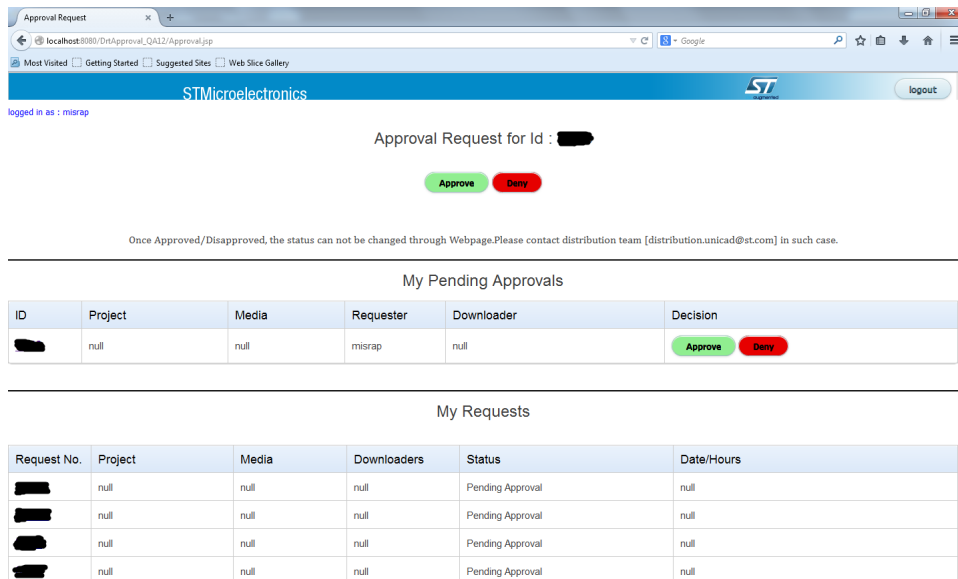 Approval Request
localhost:8080/DrtApproval_QA12/Approval.jsp
Google
Most Visited Getting Started Suggested Sites Web Slice Gallery
STMicroelectronics ST augmented logout
logged in as : misrap
Approval Request for Id :
Approve Deny
Once Approved/Disapproved, the status can not be changed through Webpage.Please contact distribution team [distribution.unicad@st.com] in such case.
My Pending Approvals
ID Project Media Requester Downloader Decision
null null misrap null Approve Deny
My Requests
Request No. Project Media Downloaders Status Date/Hours
null null null Pending Approval null
null null null Pending Approval null
null null null Pending Approval null
null null null Pending Approval null